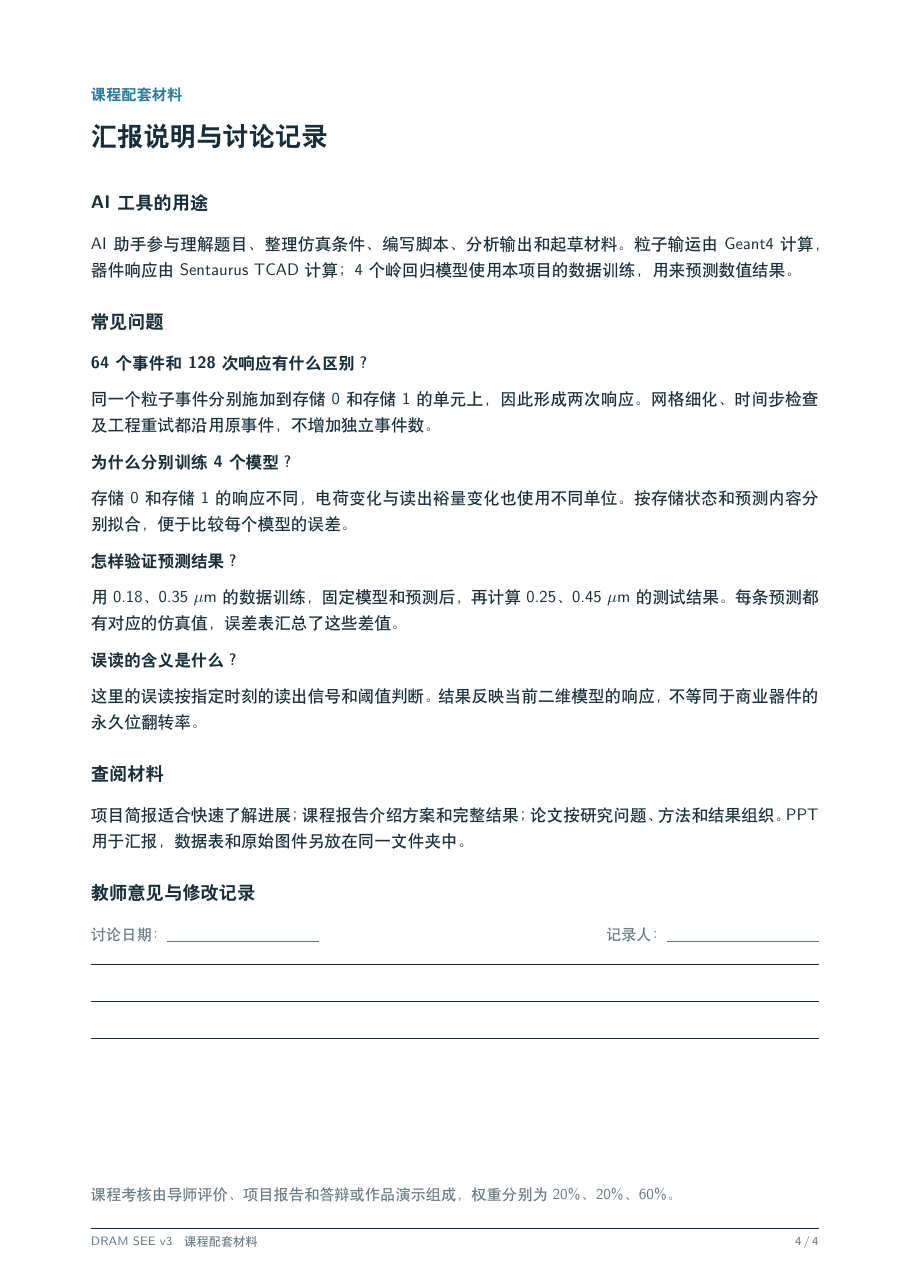 课程配套材料
汇报说明与讨论记录
AI 工具的用途
AI 助手参与理解题目、整理仿真条件、编写脚本、分析输出和起草材料。粒子输运由 Geant4 计算，
器件响应由 Sentaurus TCAD 计算；4 个岭回归模型使用本项目的数据训练，用来预测数值结果。
常见问题
64 个事件和 128 次响应有什么区别？
同一个粒子事件分别施加到存储 0 和存储 1 的单元上，因此形成两次响应。网格细化、时间步检查
及工程重试都沿用原事件，不增加独立事件数。
为什么分别训练 4 个模型？
存储 0 和存储 1 的响应不同，电荷变化与读出裕量变化也使用不同单位。按存储状态和预测内容分
别拟合，便于比较每个模型的误差。
怎样验证预测结果？
用 0.18、0.35 μm 的数据训练，固定模型和预测后，再计算 0.25、0.45 μm 的测试结果。每条预测都
有对应的仿真值，误差表汇总了这些差值。
误读的含义是什么？
这里的误读按指定时刻的读出信号和阈值判断。结果反映当前二维模型的响应，不等同于商业器件的
永久位翻转率。
查阅材料
项目简报适合快速了解进展；课程报告介绍方案和完整结果；论文按研究问题、方法和结果组织。PPT
用于汇报，数据表和原始图件另放在同一文件夹中。
教师意见与修改记录
讨论日期： 记录人：
课程考核由导师评价、项目报告和答辩或作品演示组成，权重分别为 20%、20%、60%。
DRAM SEE v3 课程配套材料 4 / 4